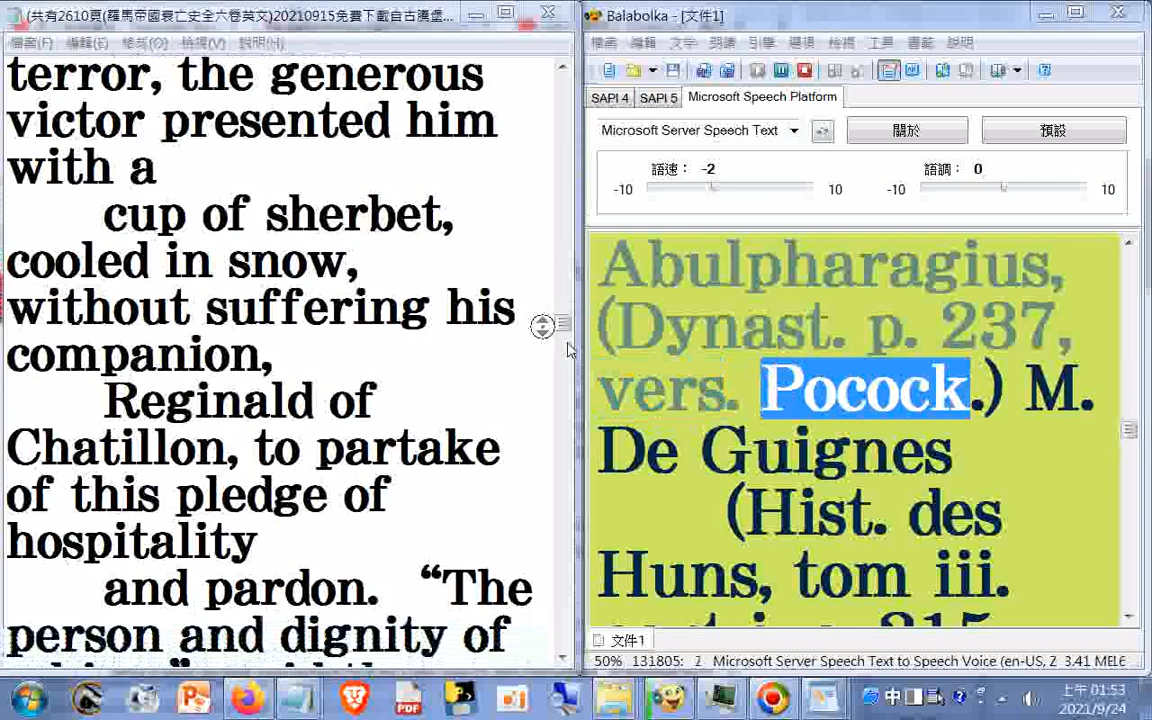 (共有2610頁(羅馬帝國衰亡史全六卷英文)20210915免費下載自古騰堡...
檔案(F) 編輯(E) 格式(O) 檢視(V) 說明(H)
terror, the generous
victor presented him
with a
cup of sherbet,
cooled in snow,
without suffering his
companion,
Reginald of
Chatillon, to partake
of this pledge of
hospitality
and pardon. “The
person and dignity of
Balabolka - [文件1]
檔案 編輯 文字 朗讀 引擎 選項 檢視 工具 書籤 說明
SAPI 4 SAPI 5 Microsoft Speech Platform
Microsoft Server Speech Text 關於 預設
語速： -2 語調： 0
-10 10 -10 10
Abulpharagius,
(Dynast. p. 237,
vers. Pocock.) M.
De Guignes
(Hist. des
Huns, tom iii.
文件1
50% 131805: 2 Microsoft Server Speech Text to Speech Voice (en-US, Z 3.41 МЕБ
PDF 中 上午 01:53
2021/9/24